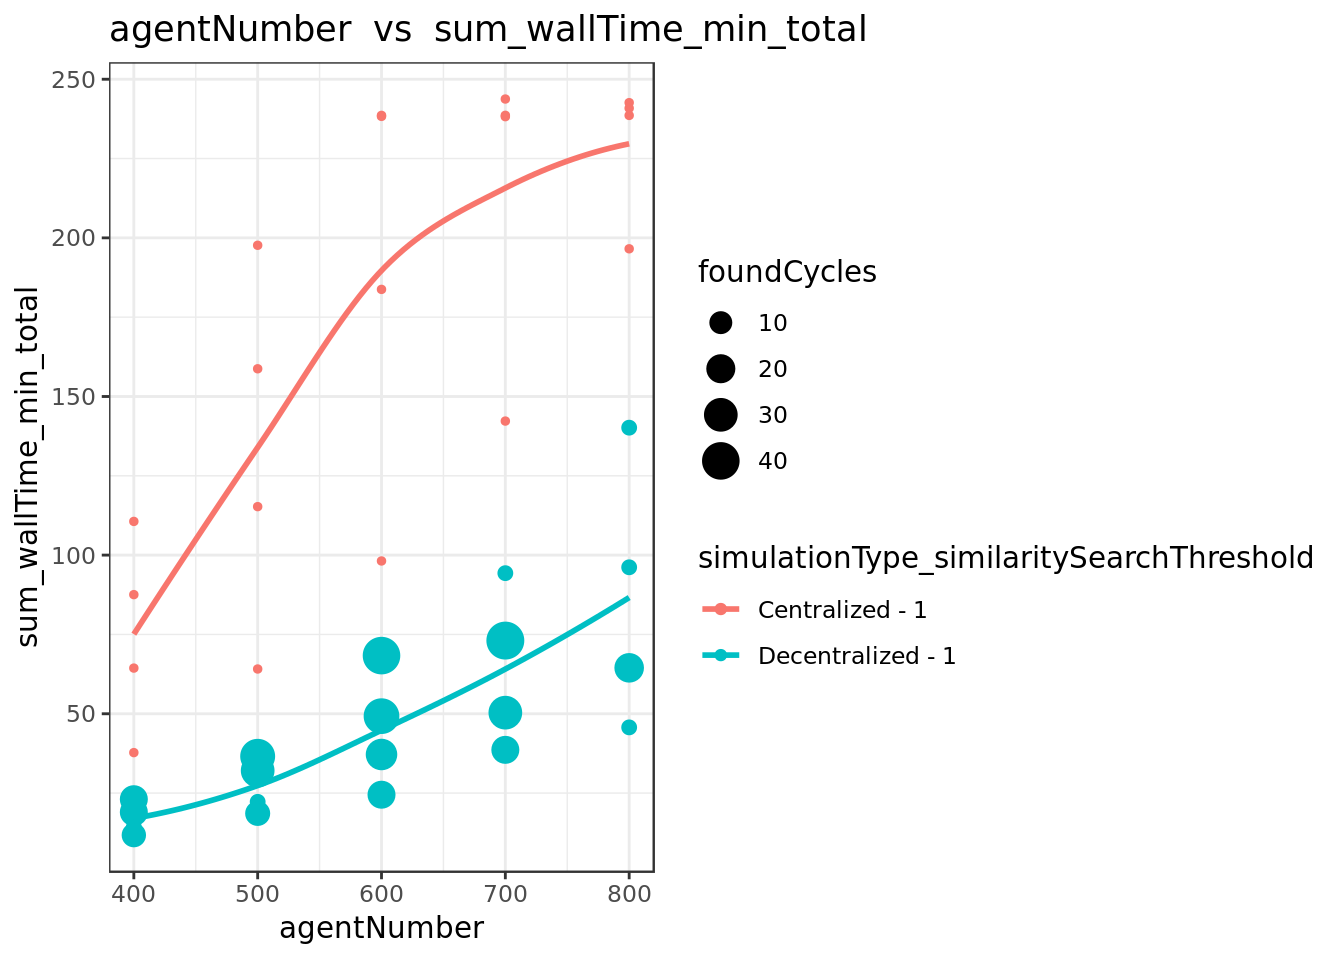 agentNumber vs sum_wallTime_min_total
250
200
150
100
50
sum_wallTime_min_total
400 500 600 700 800
agentNumber
foundCycles
10
20
30
40
simulationType_similaritySearchThreshold
Centralized - 1
Decentralized - 1